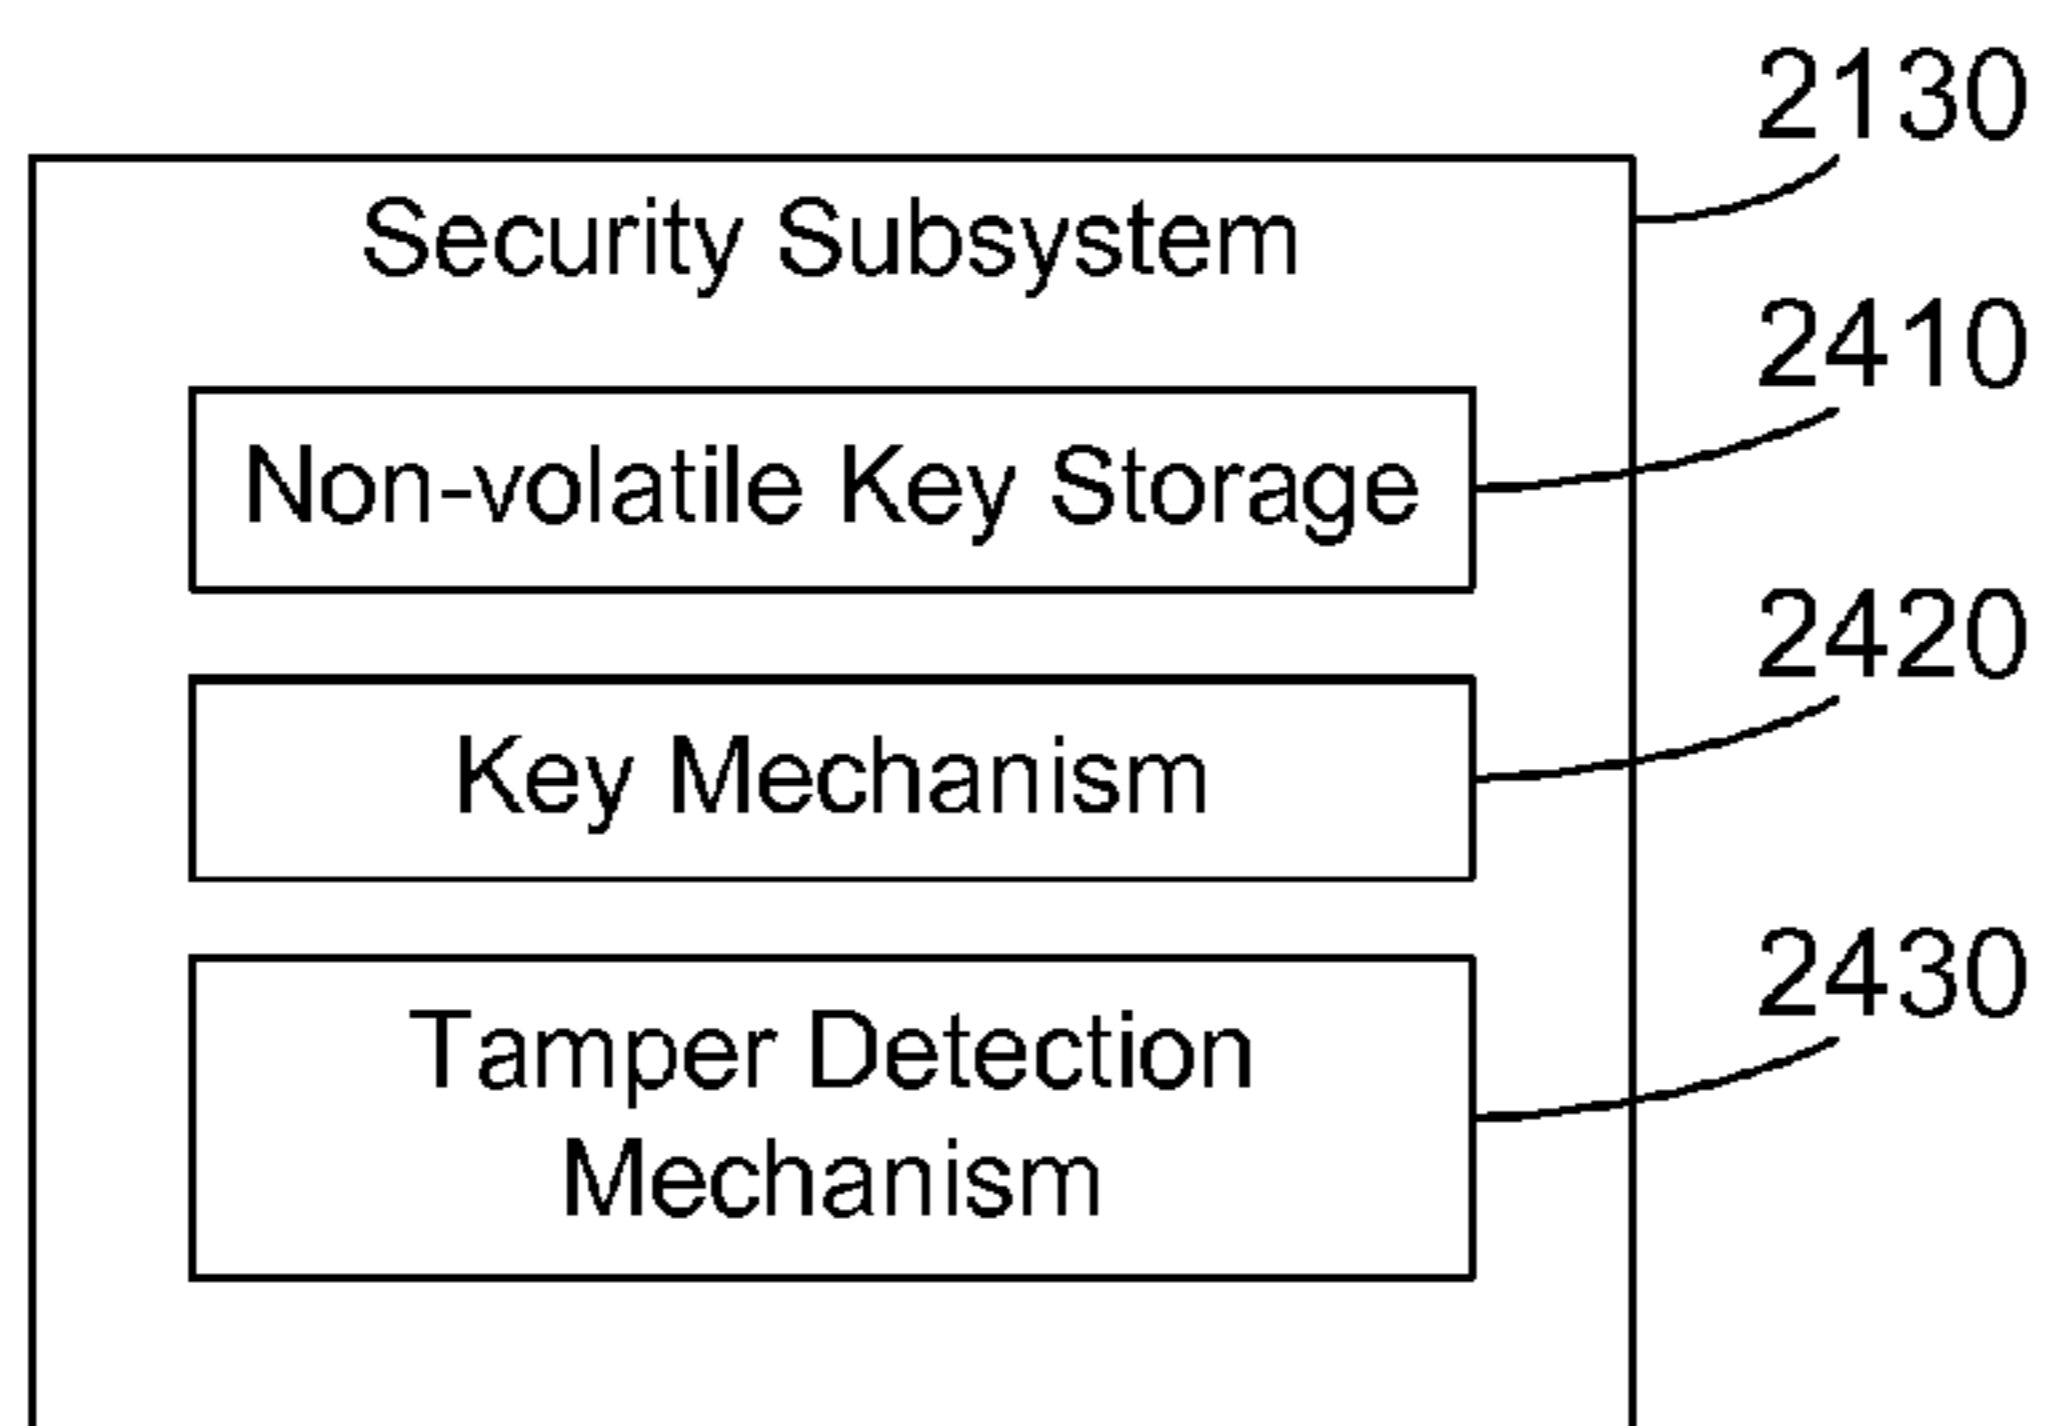 2130
Security Subsystem
2410
Non-volatile Key Storage
2420
Key Mechanism
2430
Tamper Detection
Mechanism